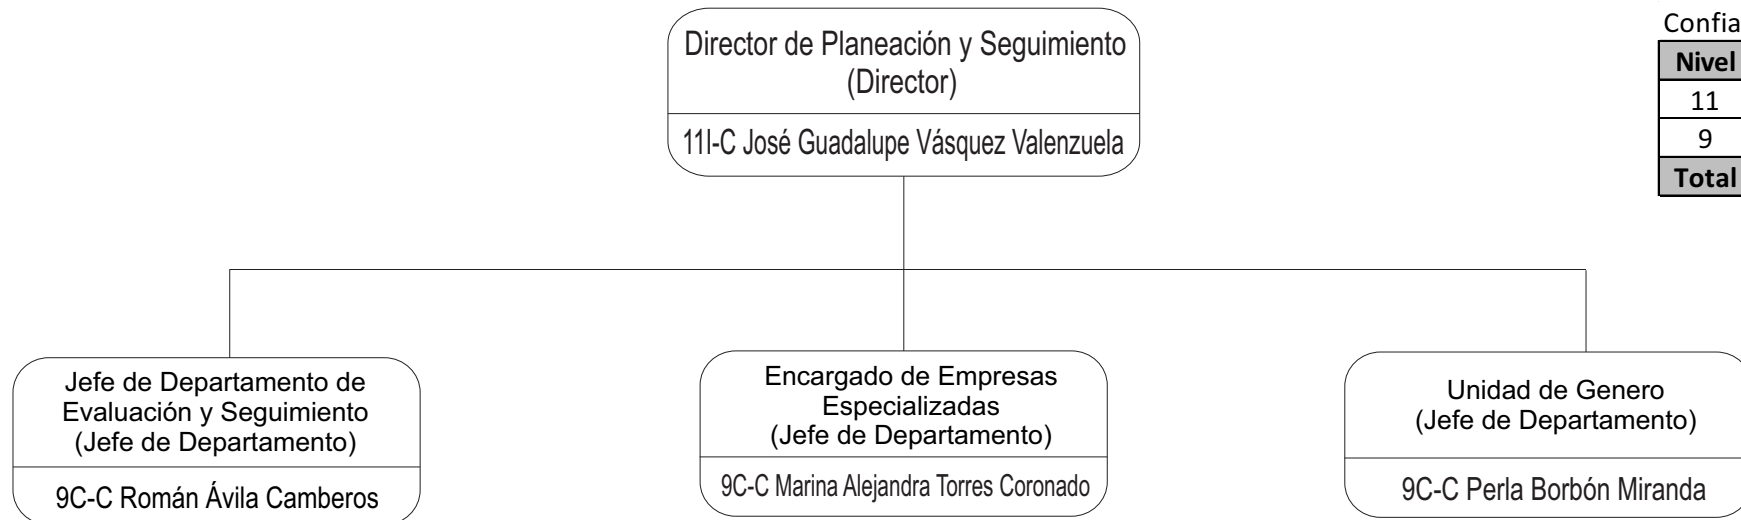 Director de Planeación y Seguimiento
(Director)
11I-C José Guadalupe Vásquez Valenzuela
Confia
Nivel
11
9
Total
Jefe de Departamento de
Evaluación y Seguimiento
(Jefe de Departamento)
9C-C Román Ávila Camberos
Encargado de Empresas
Especializadas
(Jefe de Departamento)
9C-C Marina Alejandra Torres Coronado
Unidad de Genero
(Jefe de Departamento)
9C-C Perla Borbón Miranda